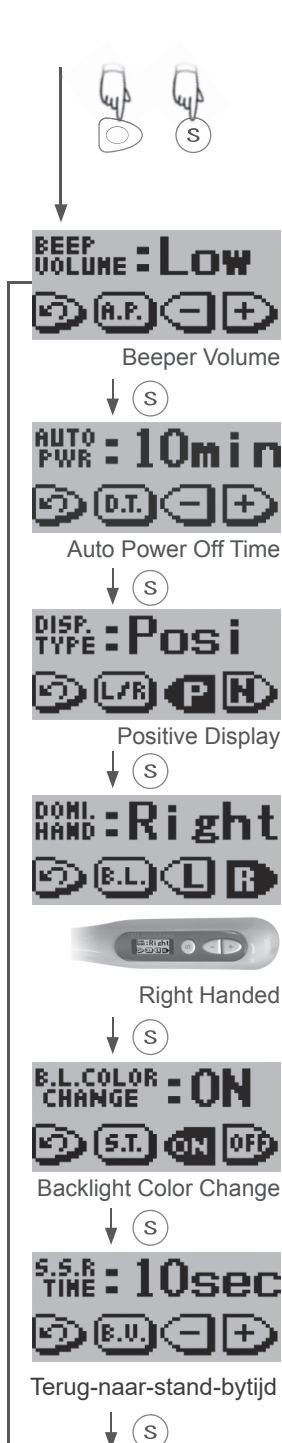 S
BEEP
VOLUME : Low
A.P. − +
Beeper Volume
S
AUTO
PWR : 10min
D.T. − +
Auto Power Off Time
S
DISP.
TYPE : Posi
L/R P N
Positive Display
S
DOMI.
HAND : Right
B.L. L R
:Right
S − +
Right Handed
S
B.L.COLOR
CHANGE : ON
S.T. ON OFF
Backlight Color Change
S
S.S.R
TIME : 10sec
B.V. − +
Terug-naar-stand-bytijd
S